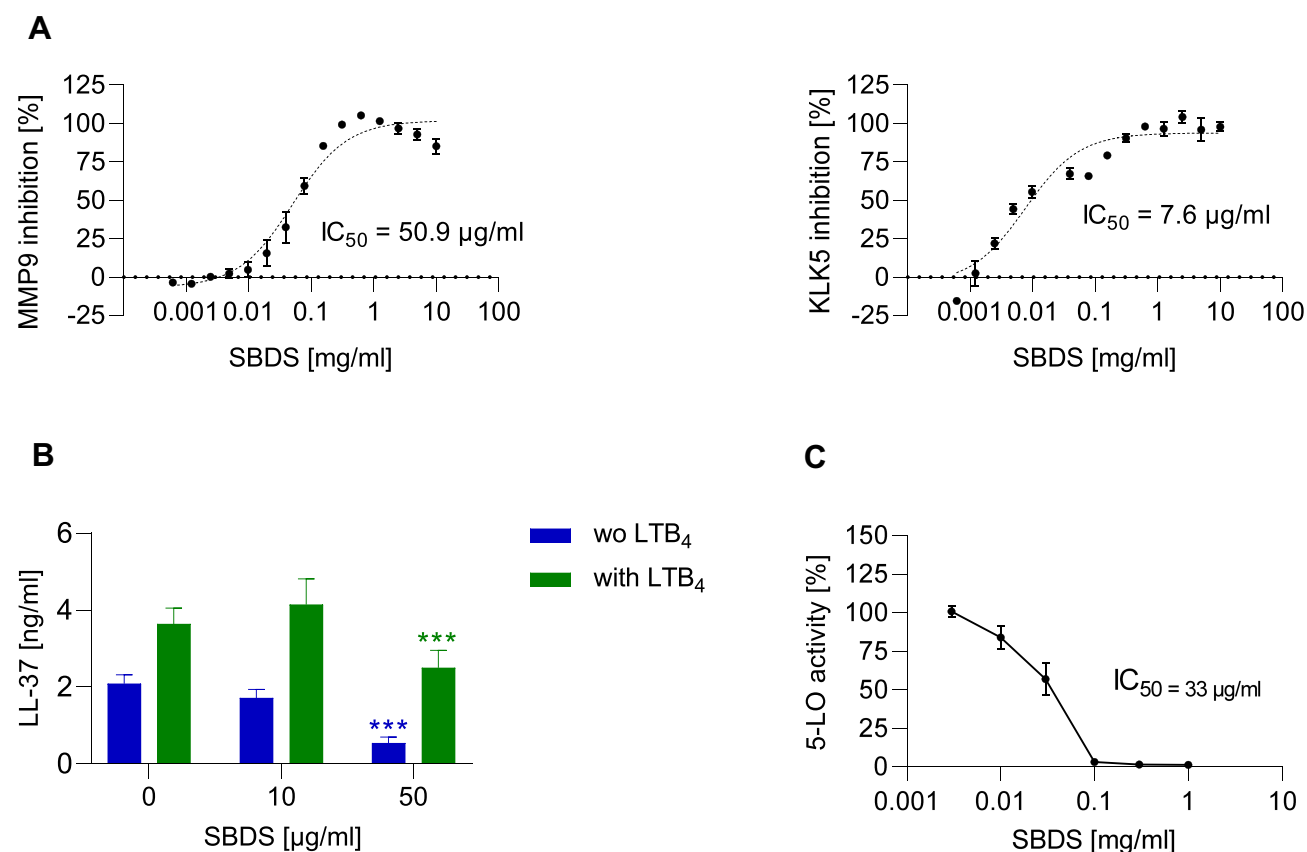 A
MMP9 inhibition [%]
125
100
75
50
25
0
-25
0.001 0.01 0.1 1 10 100
IC50 = 50.9 µg/ml
SBDS [mg/ml]
KLK5 inhibition [%]
125
100
75
50
25
0
-25
0.001 0.01 0.1 1 10 100
IC50 = 7.6 µg/ml
SBDS [mg/ml]
B
LL-37 [ng/ml]
6
4
2
0
***
***
0 10 50
SBDS [µg/ml]
wo LTB4
with LTB4
C
5-LO activity [%]
150
125
100
75
50
25
0
0.001 0.01 0.1 1 10
IC50 = 33 µg/ml
SBDS [mg/ml]